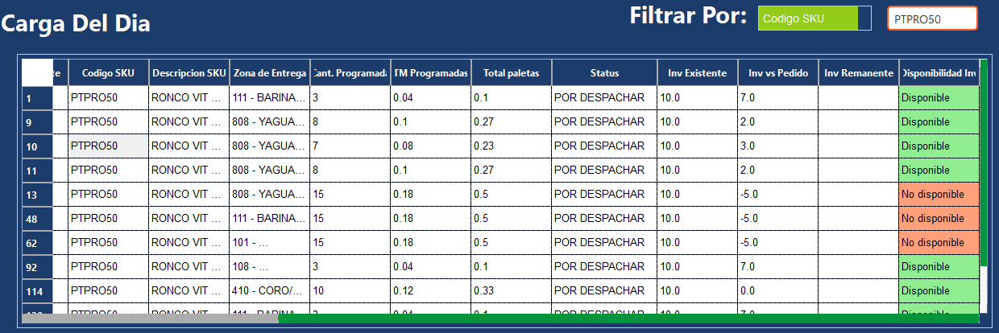 Carga Del Dia
Filtrar Por: Codigo SKU PTPRO50
te Codigo SKU Descripcion SKU Zona de Entrega Cant. Programada TM Programadas Total paletas Status Inv Existente Inv vs Pedido Inv Remanente Disponibilidad Inv
1 PTPRO50 RONCO VIT ... 111 - BARINA... 3 0.04 0.1 POR DESPACHAR 10.0 7.0 Disponible
9 PTPRO50 RONCO VIT ... 808 - YAGUA... 8 0.1 0.27 POR DESPACHAR 10.0 2.0 Disponible
10 PTPRO50 RONCO VIT ... 808 - YAGUA... 7 0.08 0.23 POR DESPACHAR 10.0 3.0 Disponible
11 PTPRO50 RONCO VIT ... 808 - YAGUA... 8 0.1 0.27 POR DESPACHAR 10.0 2.0 Disponible
13 PTPRO50 RONCO VIT ... 808 - YAGUA... 15 0.18 0.5 POR DESPACHAR 10.0 -5.0 No disponible
48 PTPRO50 RONCO VIT ... 111 - BARINA... 15 0.18 0.5 POR DESPACHAR 10.0 -5.0 No disponible
62 PTPRO50 RONCO VIT ... 101 - ... 15 0.18 0.5 POR DESPACHAR 10.0 -5.0 No disponible
92 PTPRO50 RONCO VIT ... 108 - ... 3 0.04 0.1 POR DESPACHAR 10.0 7.0 Disponible
114 PTPRO50 RONCO VIT ... 410 - CORO/... 10 0.12 0.33 POR DESPACHAR 10.0 0.0 Disponible
PTPRO50 RONCO VIT ... 111 - BARINA... 3 0.04 0.1 POR DESPACHAR 10.0 7.0 Disponible